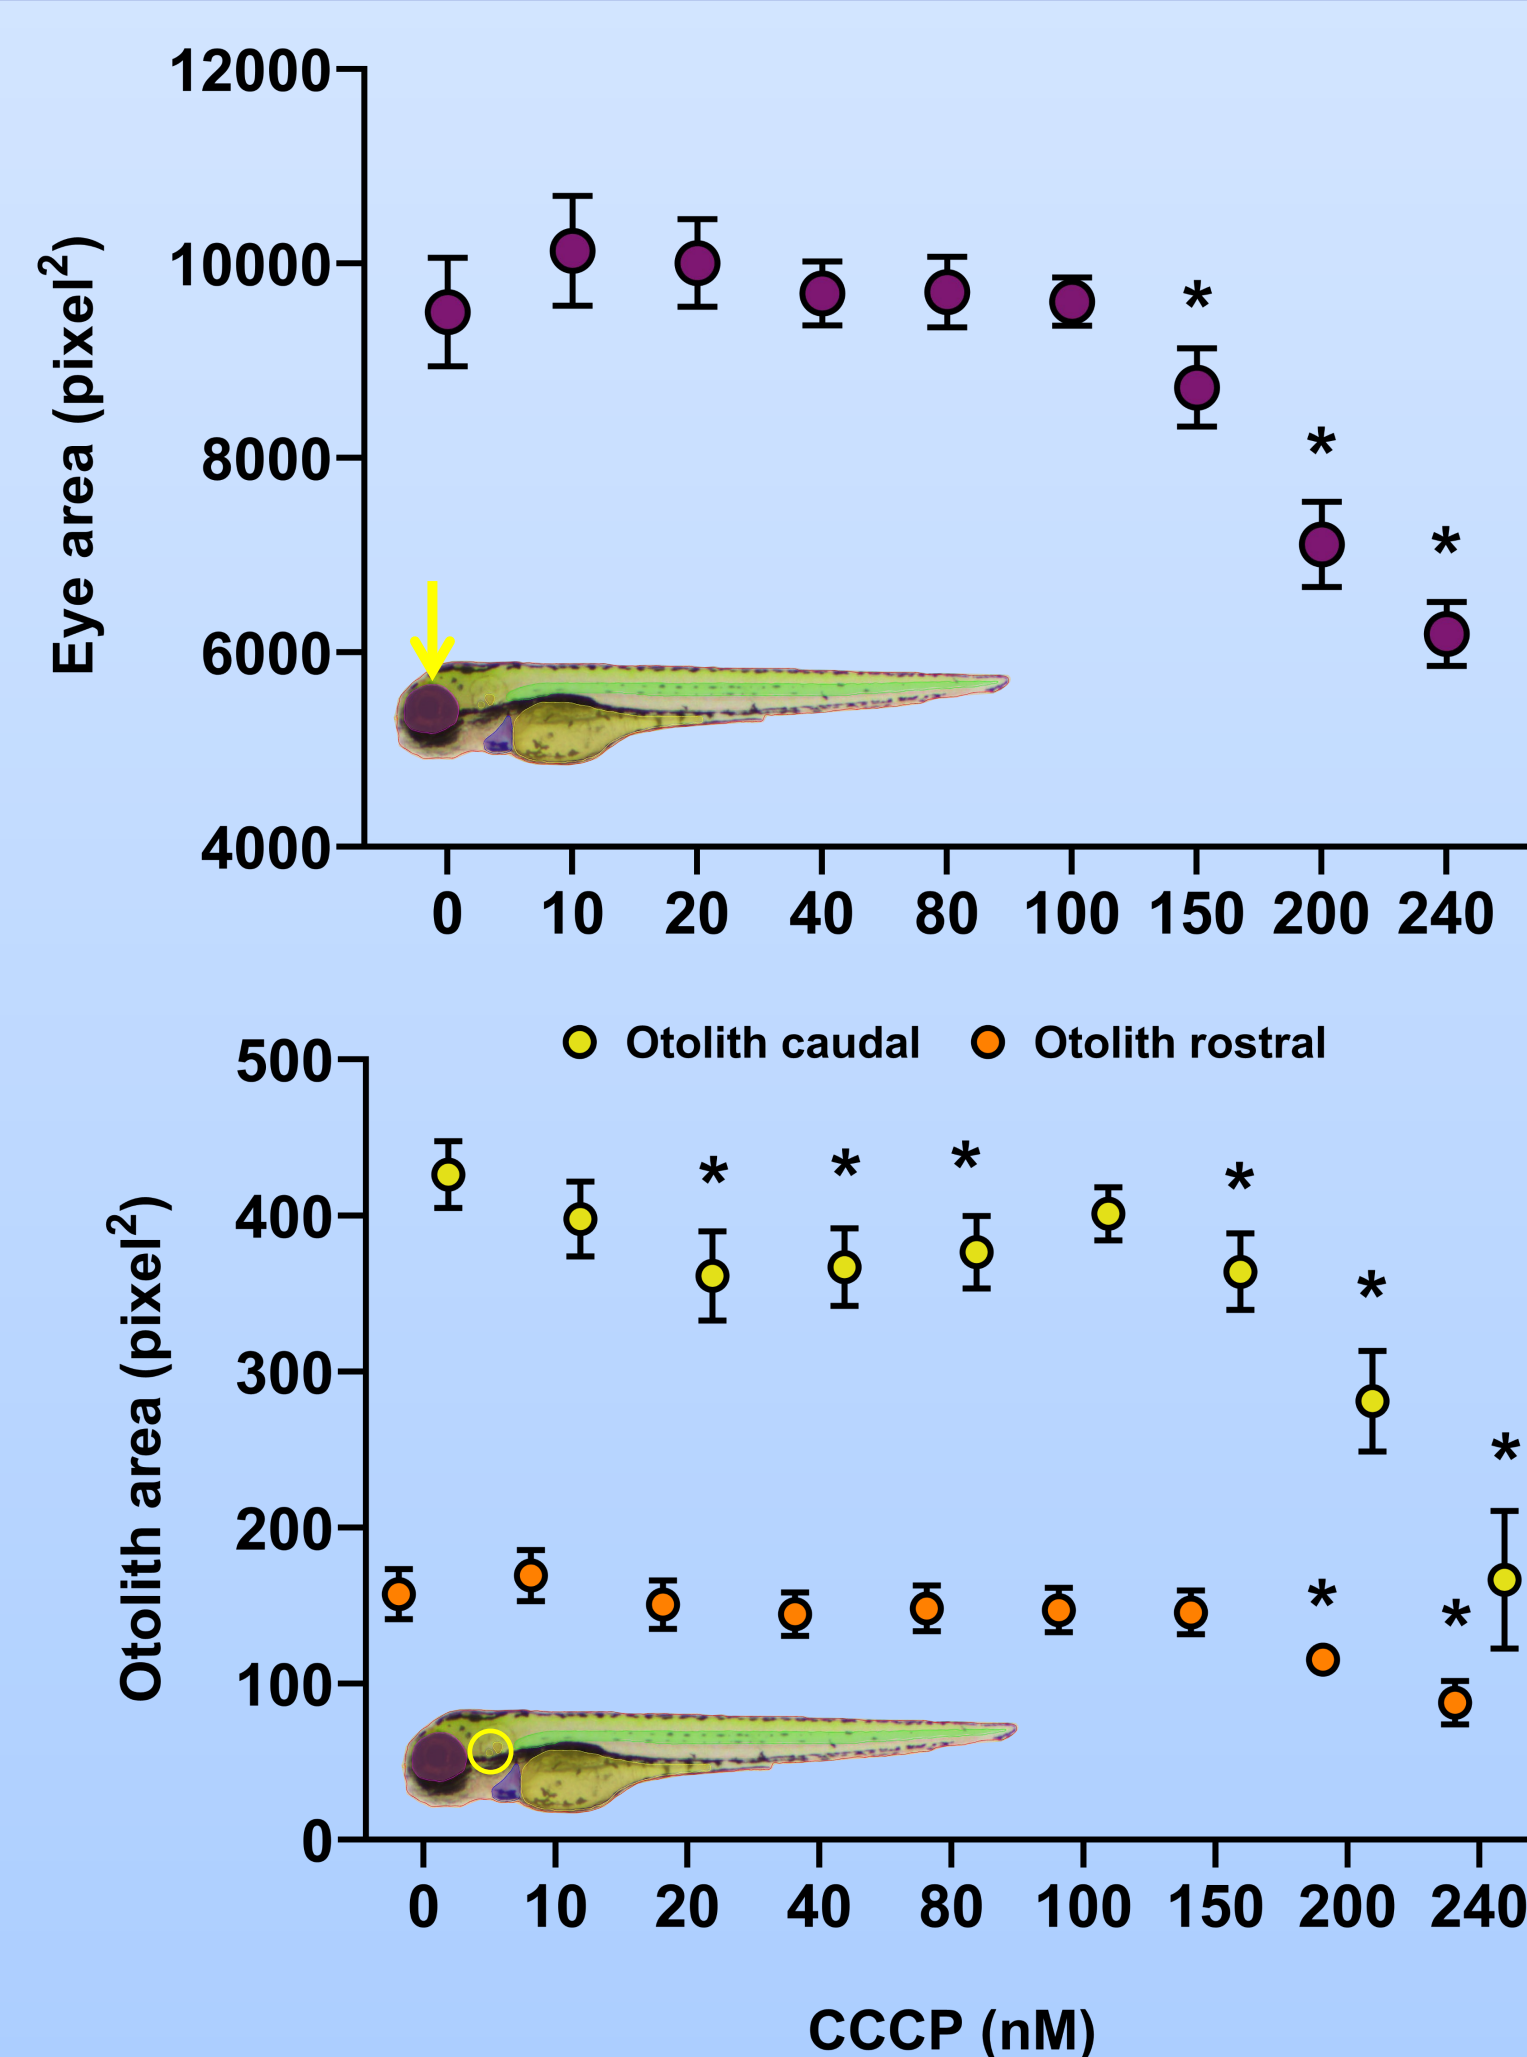 12000
10000
8000
6000
4000
Eye area (pixel²)
* * *
0 10 20 40 80 100 150 200 240
Otolith caudal Otolith rostral
500
400
300
200
100
0
Otolith area (pixel²)
* * * * * *
* *
0 10 20 40 80 100 150 200 240
CCCP (nM)